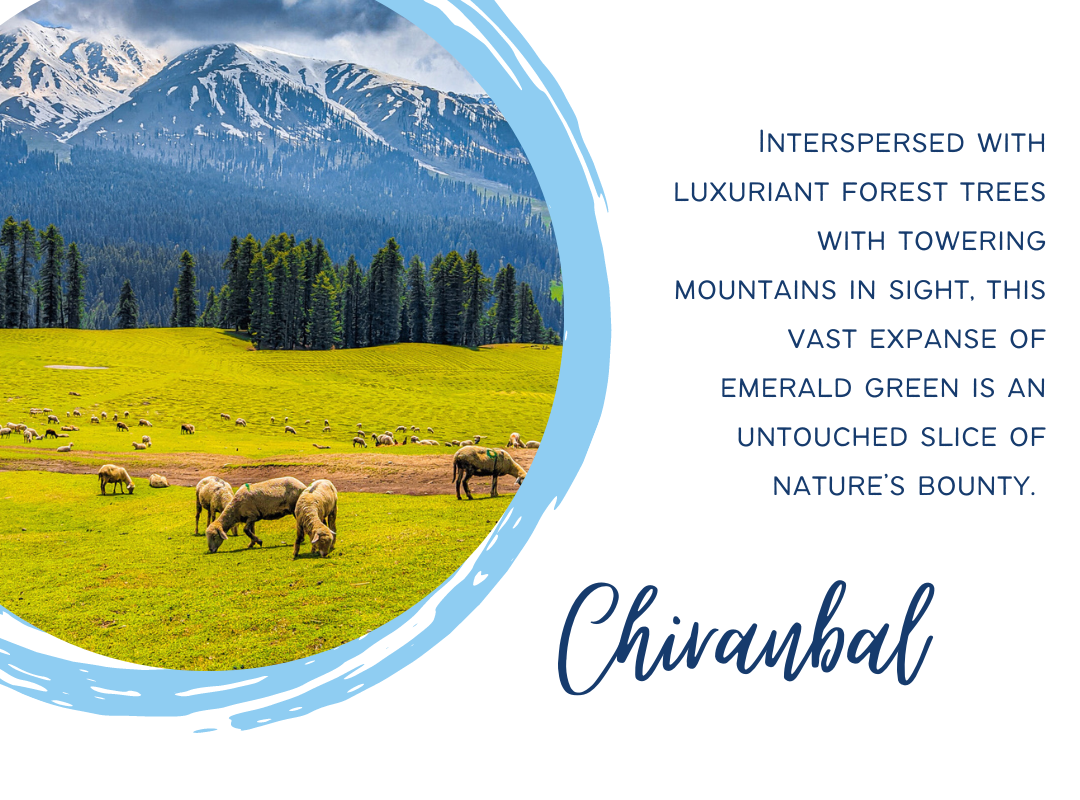 Interspersed with
luxuriant forest trees
with towering
mountains in sight, this
vast expanse of
emerald green is an
untouched slice of
nature’s bounty.
Chivanbal